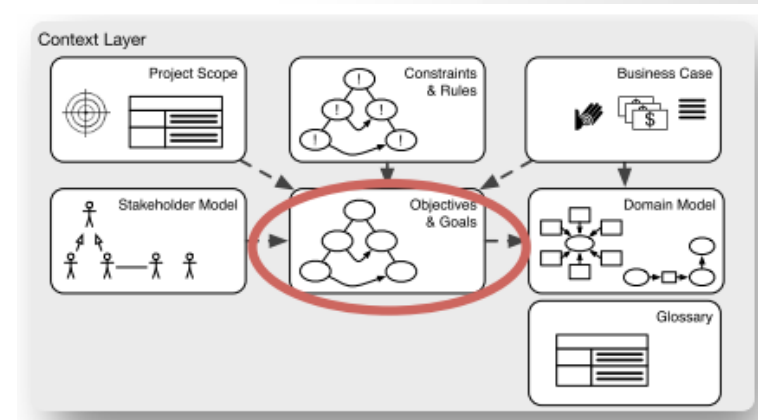 Context Layer
Project Scope
Constraints
& Rules
Business Case
!
!
!
!
!
$
Stakeholder Model
Objectives
& Goals
Domain Model
Glossary